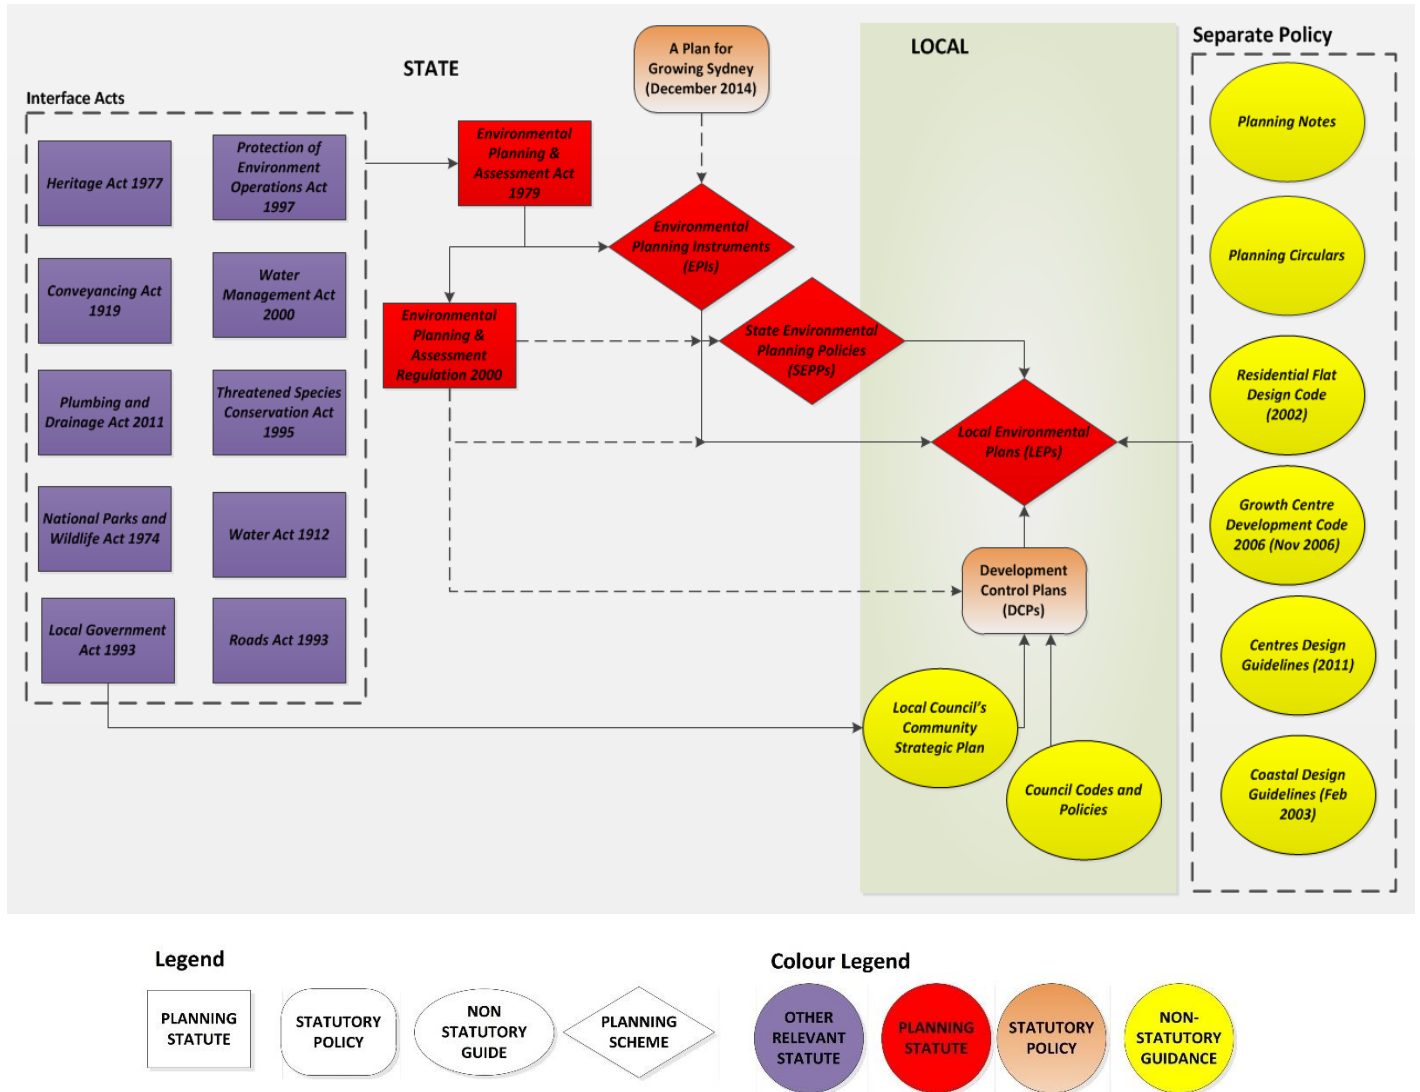 STATE
LOCAL
Separate Policy
Interface Acts
A Plan for
Growing Sydney
(December 2014)
Heritage Act 1977
Protection of
Environment
Operations Act
1997
Conveyancing Act
1919
Water
Management Act
2000
Plumbing and
Drainage Act 2011
Threatened Species
Conservation Act
1995
National Parks and
Wildlife Act 1974
Water Act 1912
Local Government
Act 1993
Roads Act 1993
Environmental
Planning &
Assessment Act
1979
Environmental
Planning Instruments
(EPIs)
Environmental
Planning &
Assessment
Regulation 2000
State Environmental
Planning Policies
(SEPPs)
Local Environmental
Plans (LEPs)
Development
Control Plans
(DCPs)
Local Council's
Community
Strategic Plan
Council Codes and
Policies
Planning Notes
Planning Circulars
Residential Flat
Design Code
(2002)
Growth Centre
Development Code
2006 (Nov 2006)
Centres Design
Guidelines (2011)
Coastal Design
Guidelines (Feb
2003)
Legend
PLANNING
STATUTE
STATUTORY
POLICY
NON
STATUTORY
GUIDE
PLANNING
SCHEME
Colour Legend
OTHER
RELEVANT
STATUTE
PLANNING
STATUTE
STATUTORY
POLICY
NON-
STATUTORY
GUIDANCE